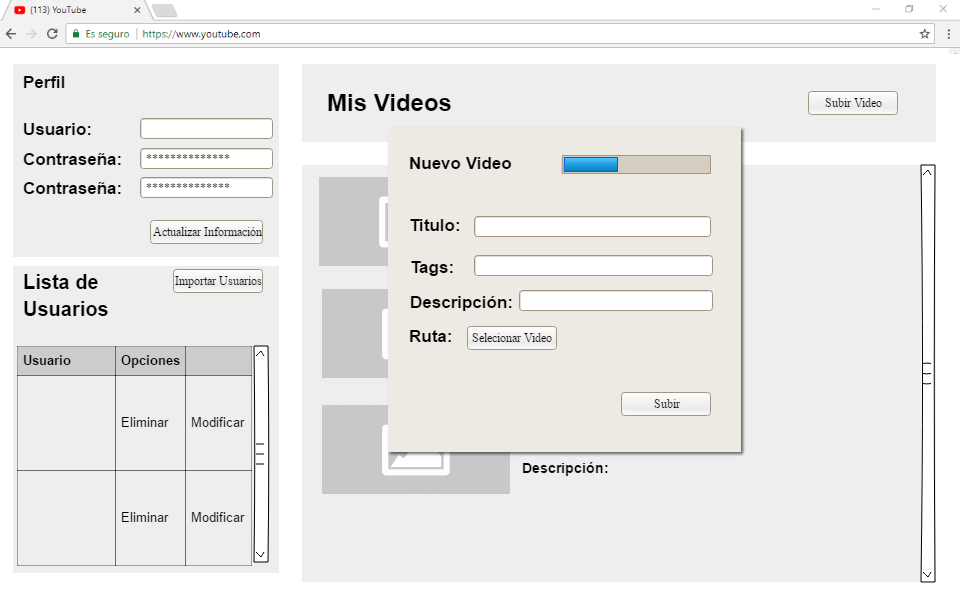 (113) YouTube
Es seguro | https://www.youtube.com
Perfil
Usuario:
Contraseña: **************
Contraseña: **************
Actualizar Información
Lista de
Usuarios
Importar Usuarios
Usuario Opciones
Eliminar Modificar
Eliminar Modificar
Mis Videos
Subir Video
Nuevo Video
Titulo:
Tags:
Descripción:
Ruta: Selecionar Video
Subir
Descripción: